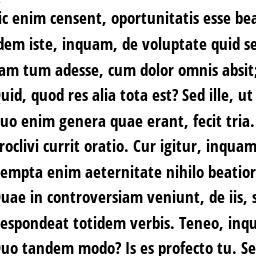 ic enim censent, oportunitatis esse bea
dem iste, inquam, de voluptate quid se
am tum adesse, cum dolor omnis absit;
uid, quod res alia tota est? Sed ille, ut
uo enim genera quae erant, fecit tria.
roclivi currit oratio. Cur igitur, inquam
empta enim aeternitate nihilo beatior
uae in controversiam veniunt, de iis, s
espondeat totidem verbis. Teneo, inqu
uo tandem modo? Is es profecto tu. Se